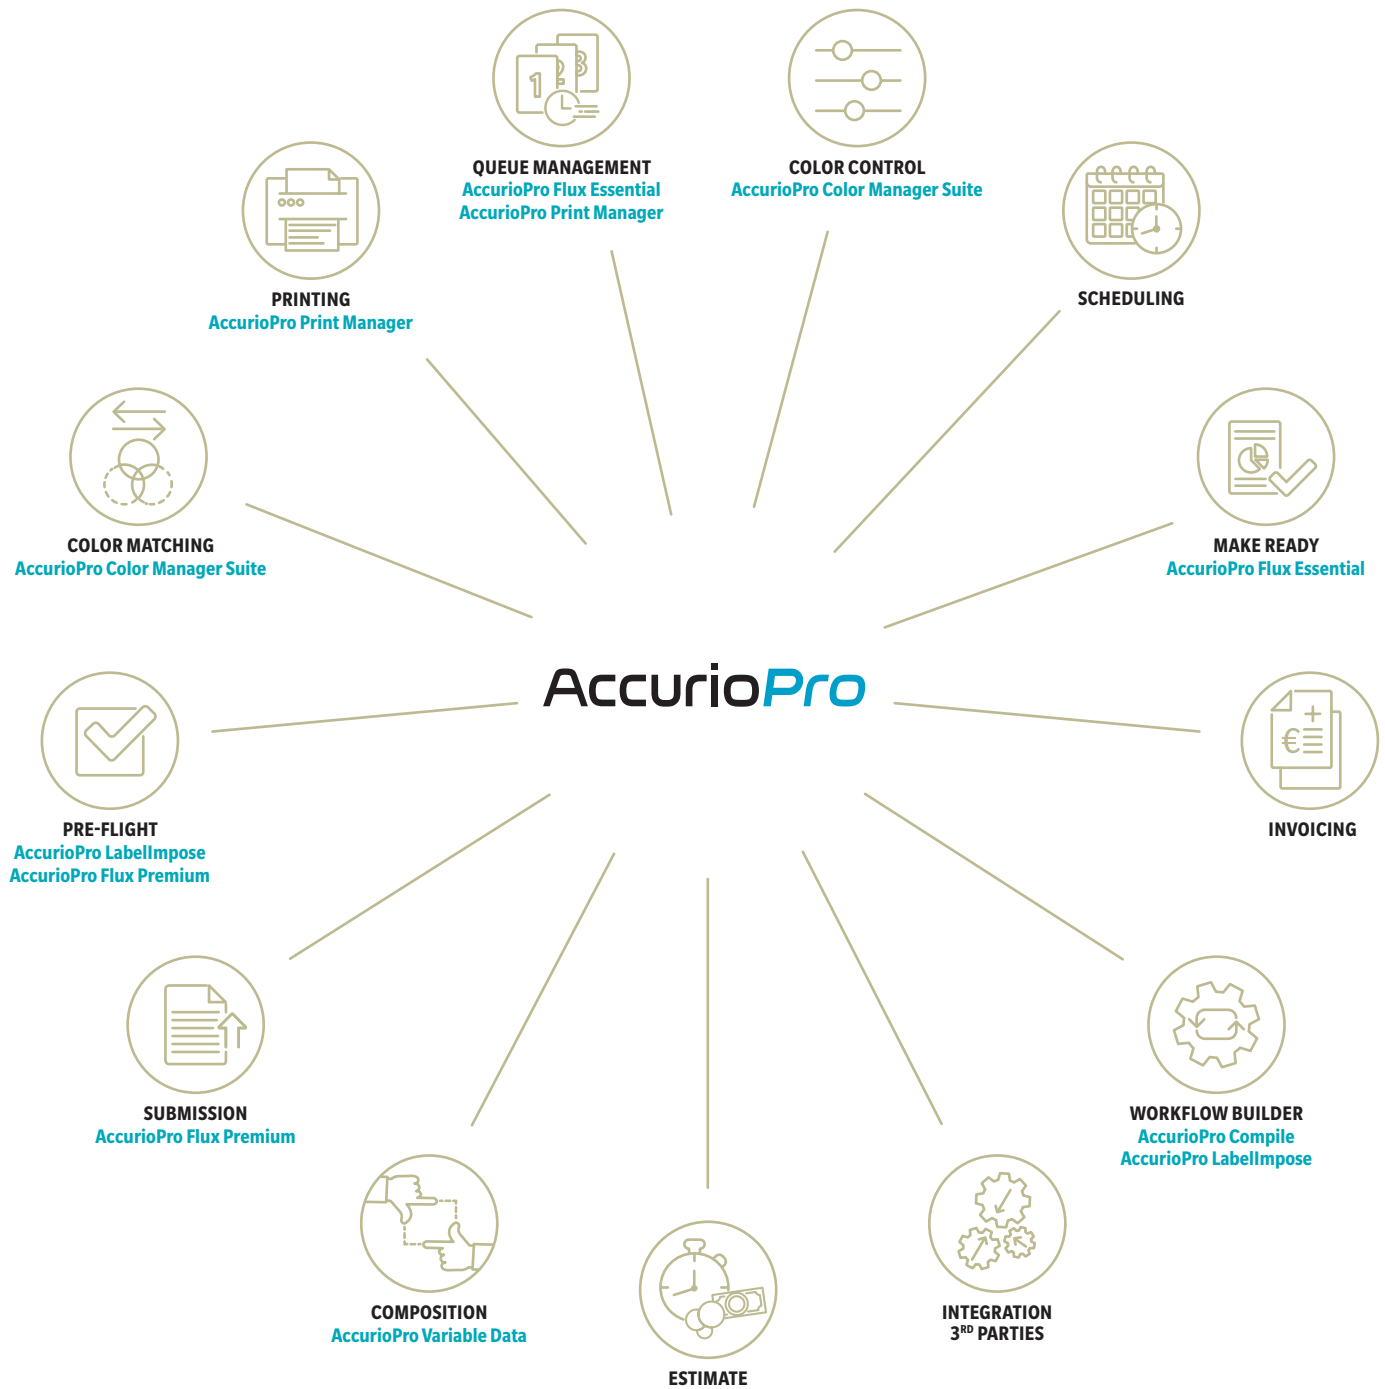 QUEUE MANAGEMENT
AccurioPro Flux Essential
AccurioPro Print Manager
COLOR CONTROL
AccurioPro Color Manager Suite
PRINTING
AccurioPro Print Manager
SCHEDULING
COLOR MATCHING
AccurioPro Color Manager Suite
MAKE READY
AccurioPro Flux Essential
AccurioPro
PRE-FLIGHT
AccurioPro LabelImpose
AccurioPro Flux Premium
INVOICING
SUBMISSION
AccurioPro Flux Premium
WORKFLOW BUILDER
AccurioPro Compile
AccurioPro LabelImpose
COMPOSITION
AccurioPro Variable Data
INTEGRATION
3RD PARTIES
ESTIMATE
1
2
3
€